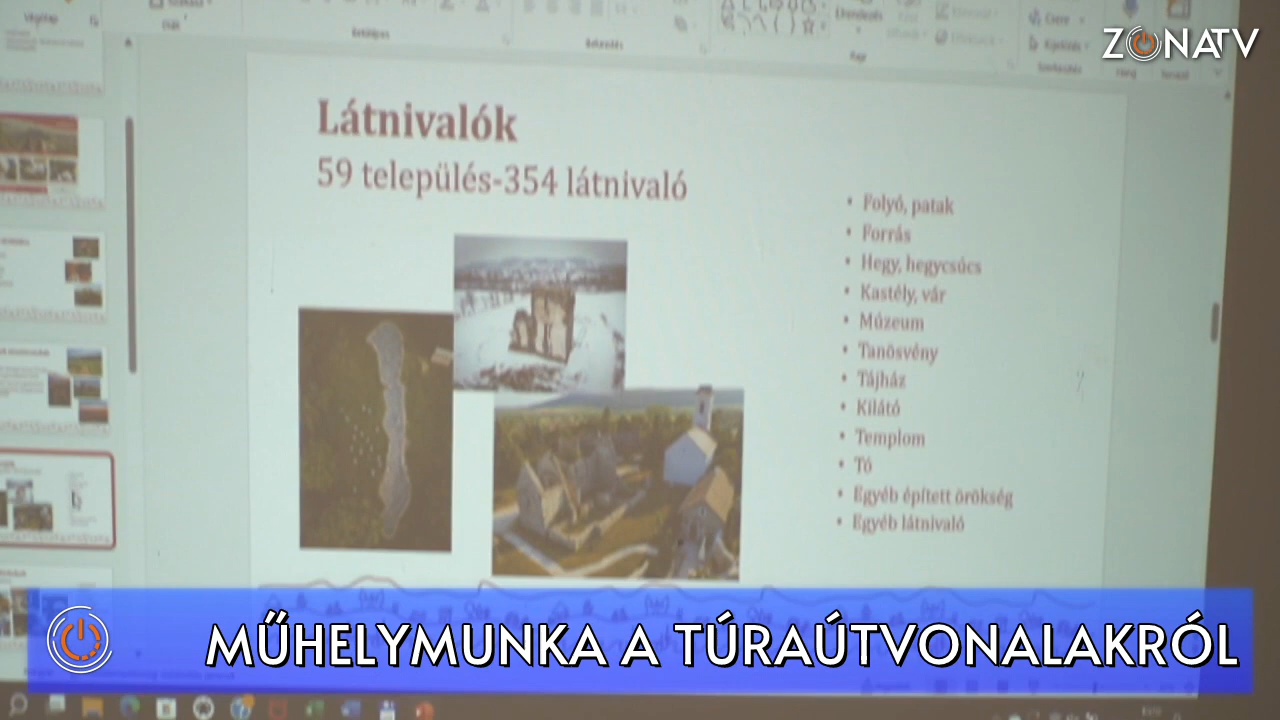 ZONATV
Látnivalók
59 település-354 látnivaló
• Folyó, patak
• Forrás
• Hegy, hegycsúcs
• Kastély, vár
• Múzeum
• Tanösvény
• Tájház
• Kilátó
• Templom
• Tó
• Egyéb épített örökség
• Egyéb látnivaló
MŰHELYMUNKA A TÚRAÚTVONALAKRÓL